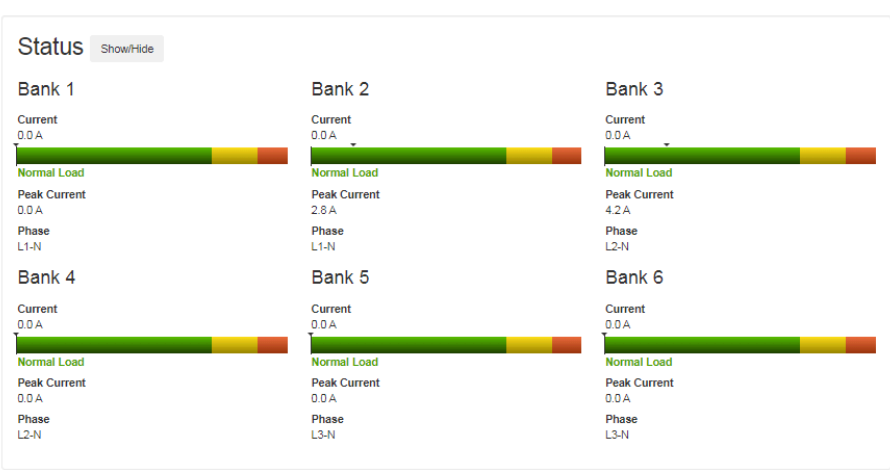 Status Show/Hide
Bank 1
Current
0.0 A
Normal Load
Peak Current
0.0 A
Phase
L1-N
Bank 2
Current
0.0 A
Normal Load
Peak Current
2.8 A
Phase
L1-N
Bank 3
Current
0.0 A
Normal Load
Peak Current
4.2 A
Phase
L2-N
Bank 4
Current
0.0 A
Normal Load
Peak Current
0.0 A
Phase
L2-N
Bank 5
Current
0.0 A
Normal Load
Peak Current
0.0 A
Phase
L3-N
Bank 6
Current
0.0 A
Normal Load
Peak Current
0.0 A
Phase
L3-N